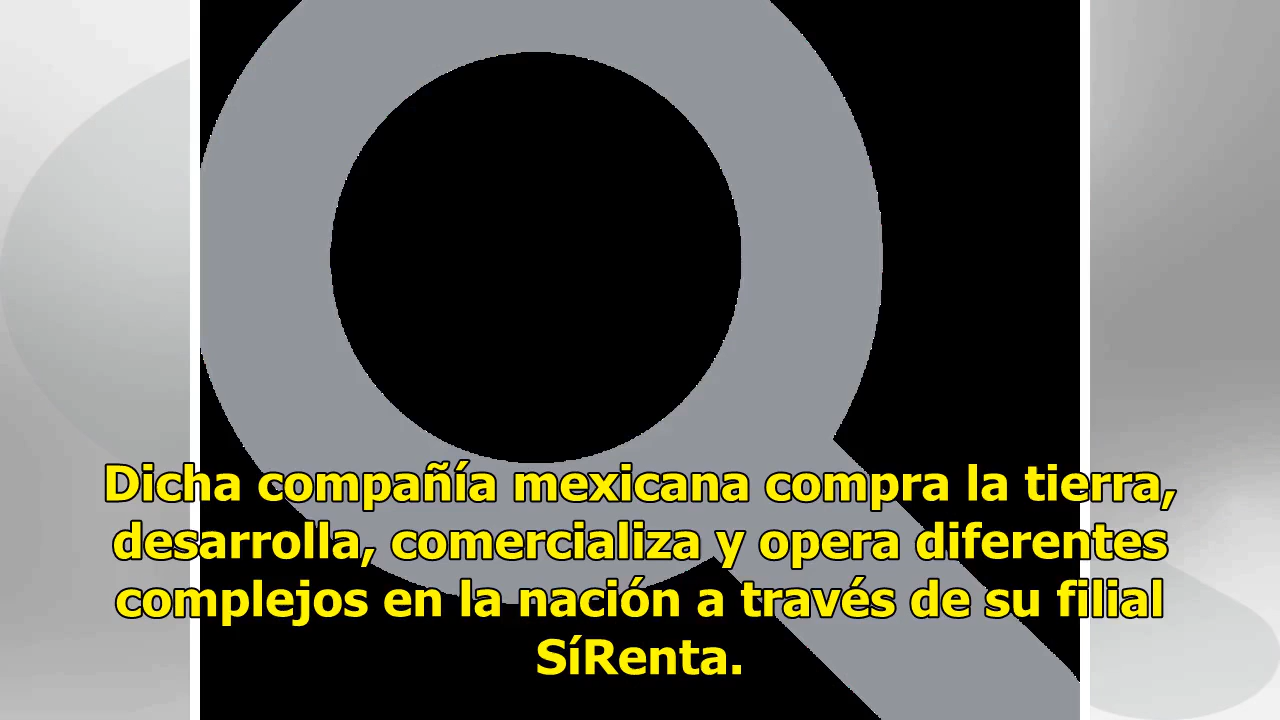 Dicha compañía mexicana compra la tierra,
desarrolla, comercializa y opera diferentes
complejos en la nación a través de su filial
SíRenta.